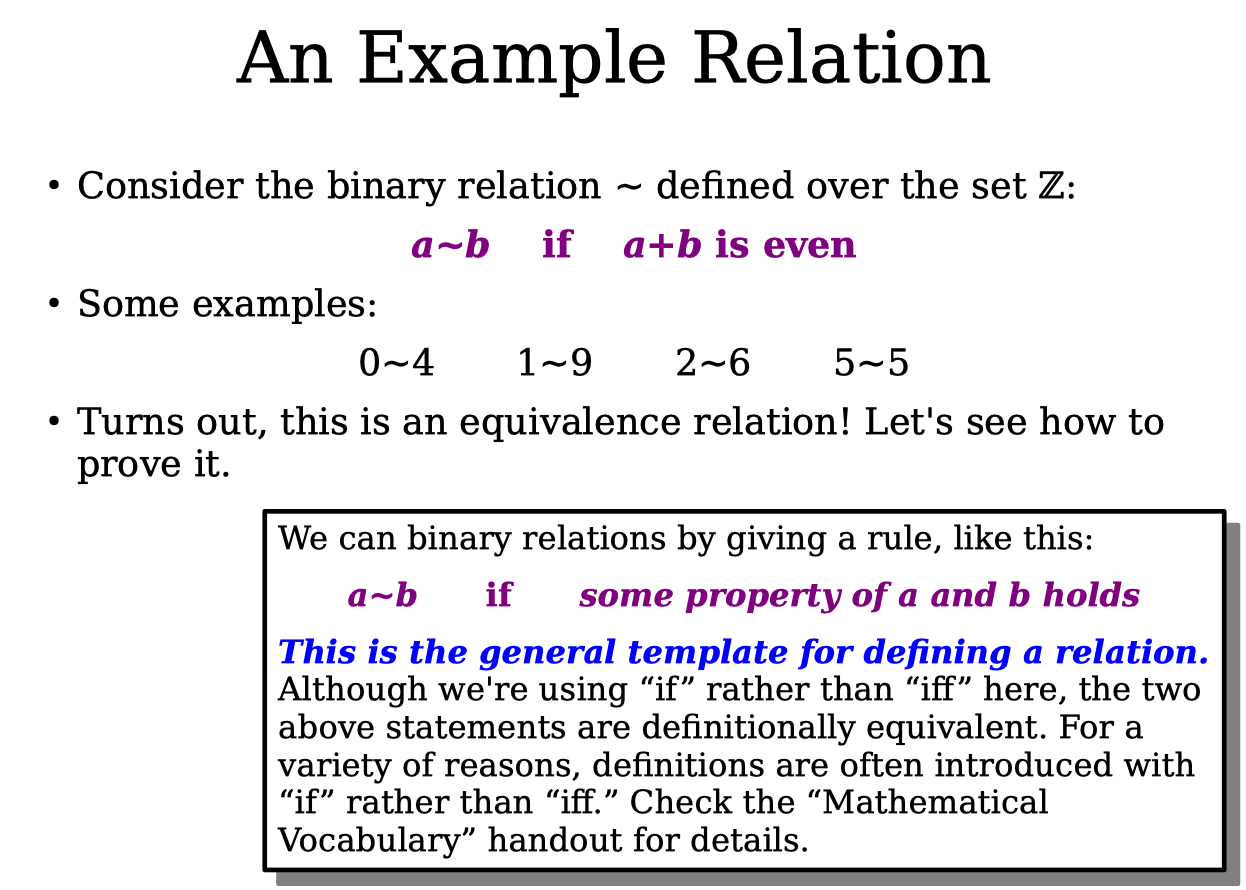 An Example Relation
• Consider the binary relation ~ defined over the set ℤ:
a~b if a+b is even
• Some examples:
0~4 1~9 2~6 5~5
• Turns out, this is an equivalence relation! Let's see how to
prove it.
We can binary relations by giving a rule, like this:
a~b if some property of a and b holds
This is the general template for defining a relation.
Although we're using “if” rather than “iff” here, the two
above statements are definitionally equivalent. For a
variety of reasons, definitions are often introduced with
“if” rather than “iff.” Check the “Mathematical
Vocabulary” handout for details.